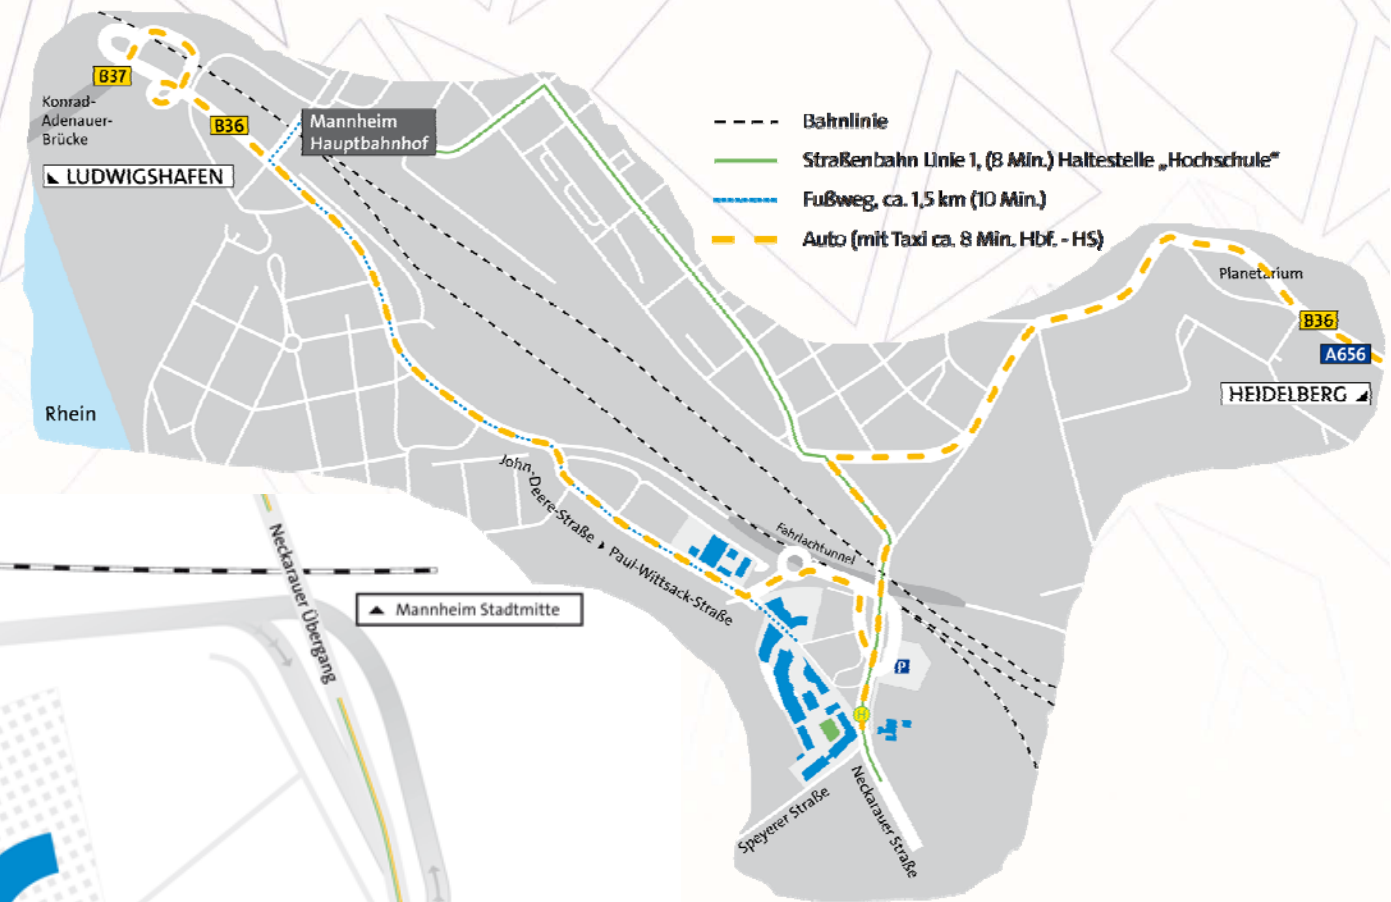 B37
Konrad-
Adenauer-
Brücke
B36
Mannheim
Hauptbahnhof
LUDWIGSHAFEN
Rhein
Bahnlinie
Straßenbahn Linie 1, (8 Min.) Haltestelle „Hochschule“
Fußweg, ca. 1,5 km (10 Min.)
Auto (mit Taxi ca. 8 Min. Hbf. - HS)
Planetarium
B36
A656
HEIDELBERG
John-Deere-Straße
Paul-Wittsack-Straße
Fahrlachtunnel
P
H
Speyerer Straße
Neckarauer Straße
Neckarauer Übergang
Mannheim Stadtmitte